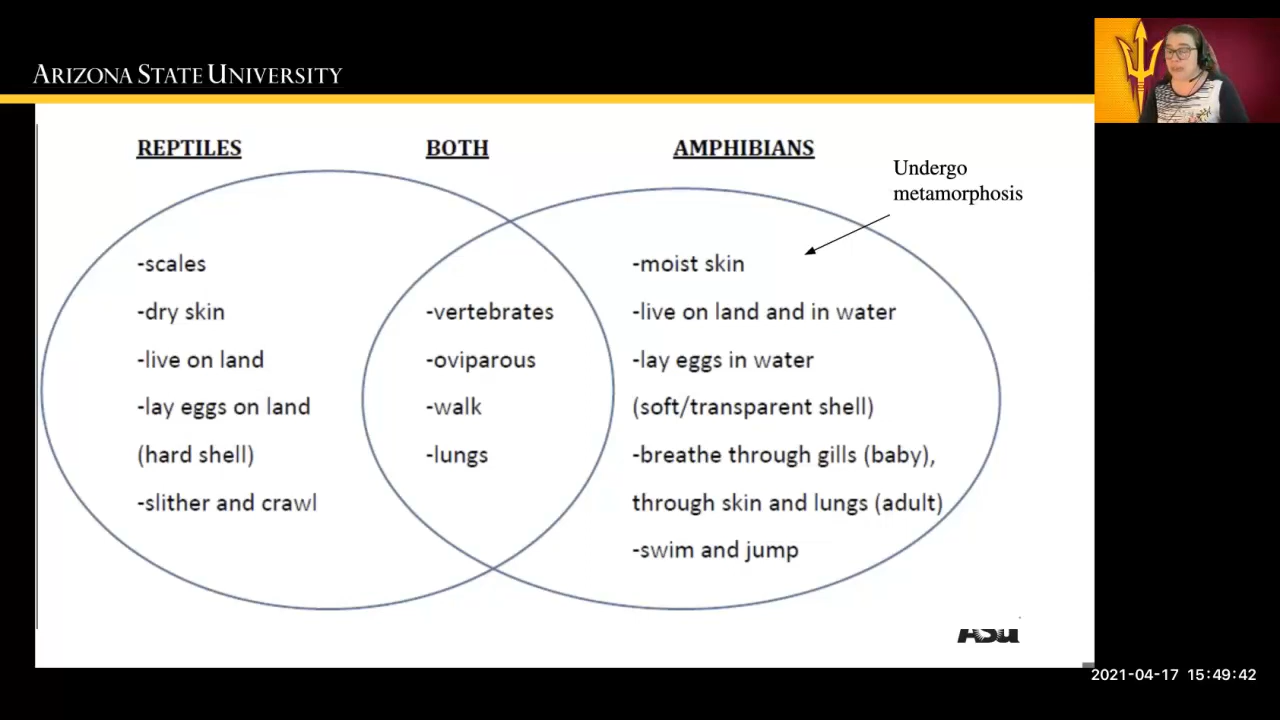 ARIZONA STATE UNIVERSITY
REPTILES
BOTH
AMPHIBIANS
Undergo
metamorphosis
-scales
-dry skin
-live on land
-lay eggs on land
(hard shell)
-slither and crawl
-vertebrates
-oviparous
-walk
-lungs
-moist skin
-live on land and in water
-lay eggs in water
(soft/transparent shell)
-breathe through gills (baby),
through skin and lungs (adult)
-swim and jump
ASU
2021-04-17 15:49:42